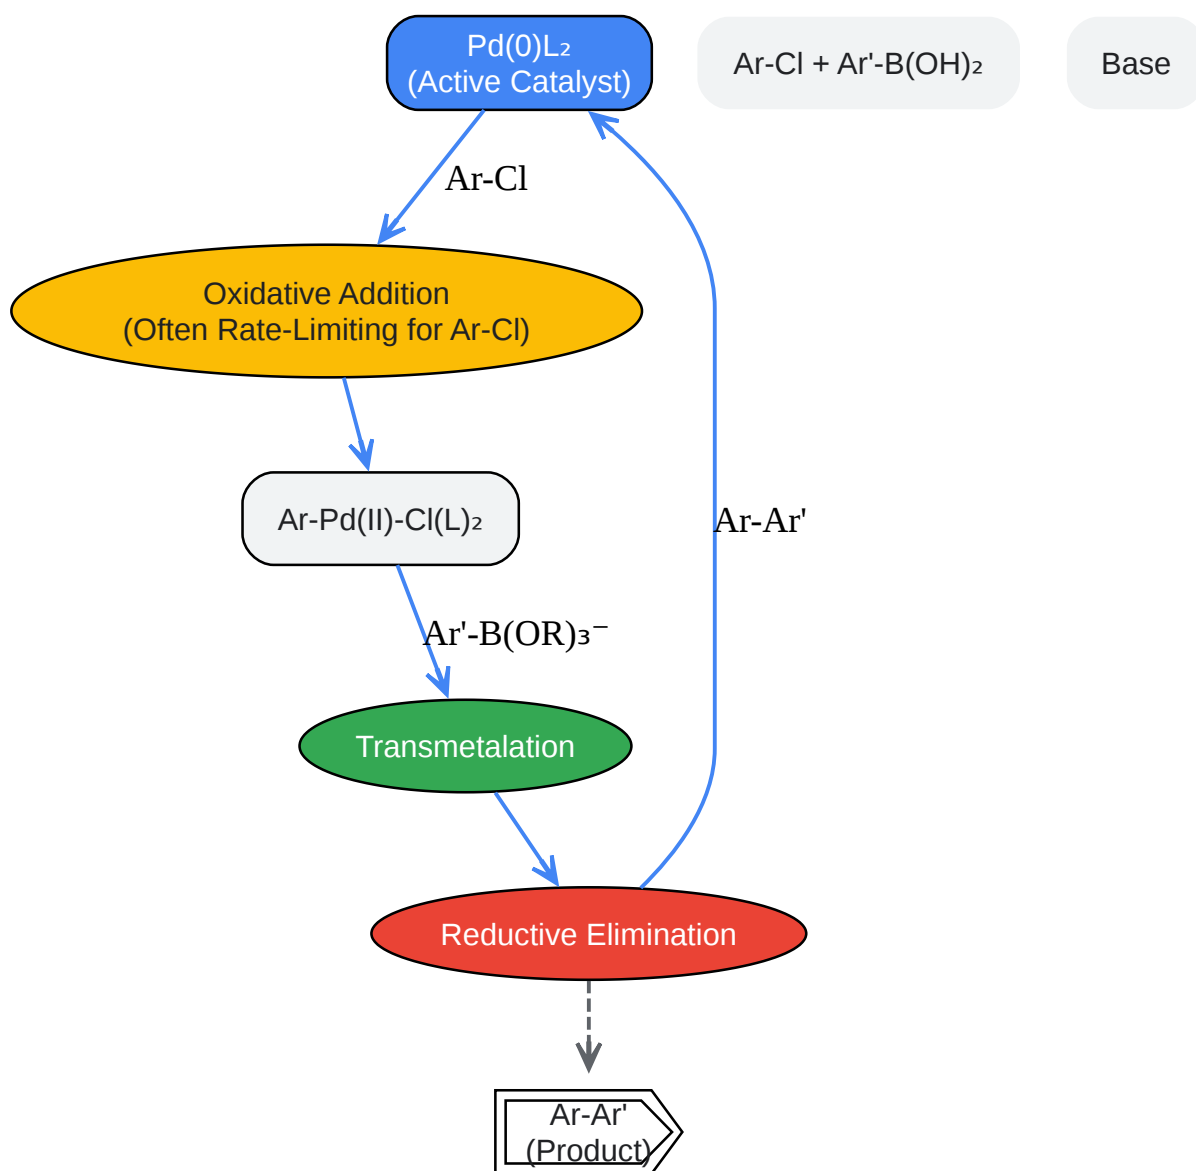 Pd(0)L₂
(Active Catalyst)
Ar-Cl + Ar'-B(OH)₂
Base
Ar-Cl
Oxidative Addition
(Often Rate-Limiting for Ar-Cl)
Ar-Pd(II)-Cl(L)₂
Ar-Ar'
Ar'-B(OR)₃⁻
Transmetalation
Reductive Elimination
Ar-Ar'
(Product)